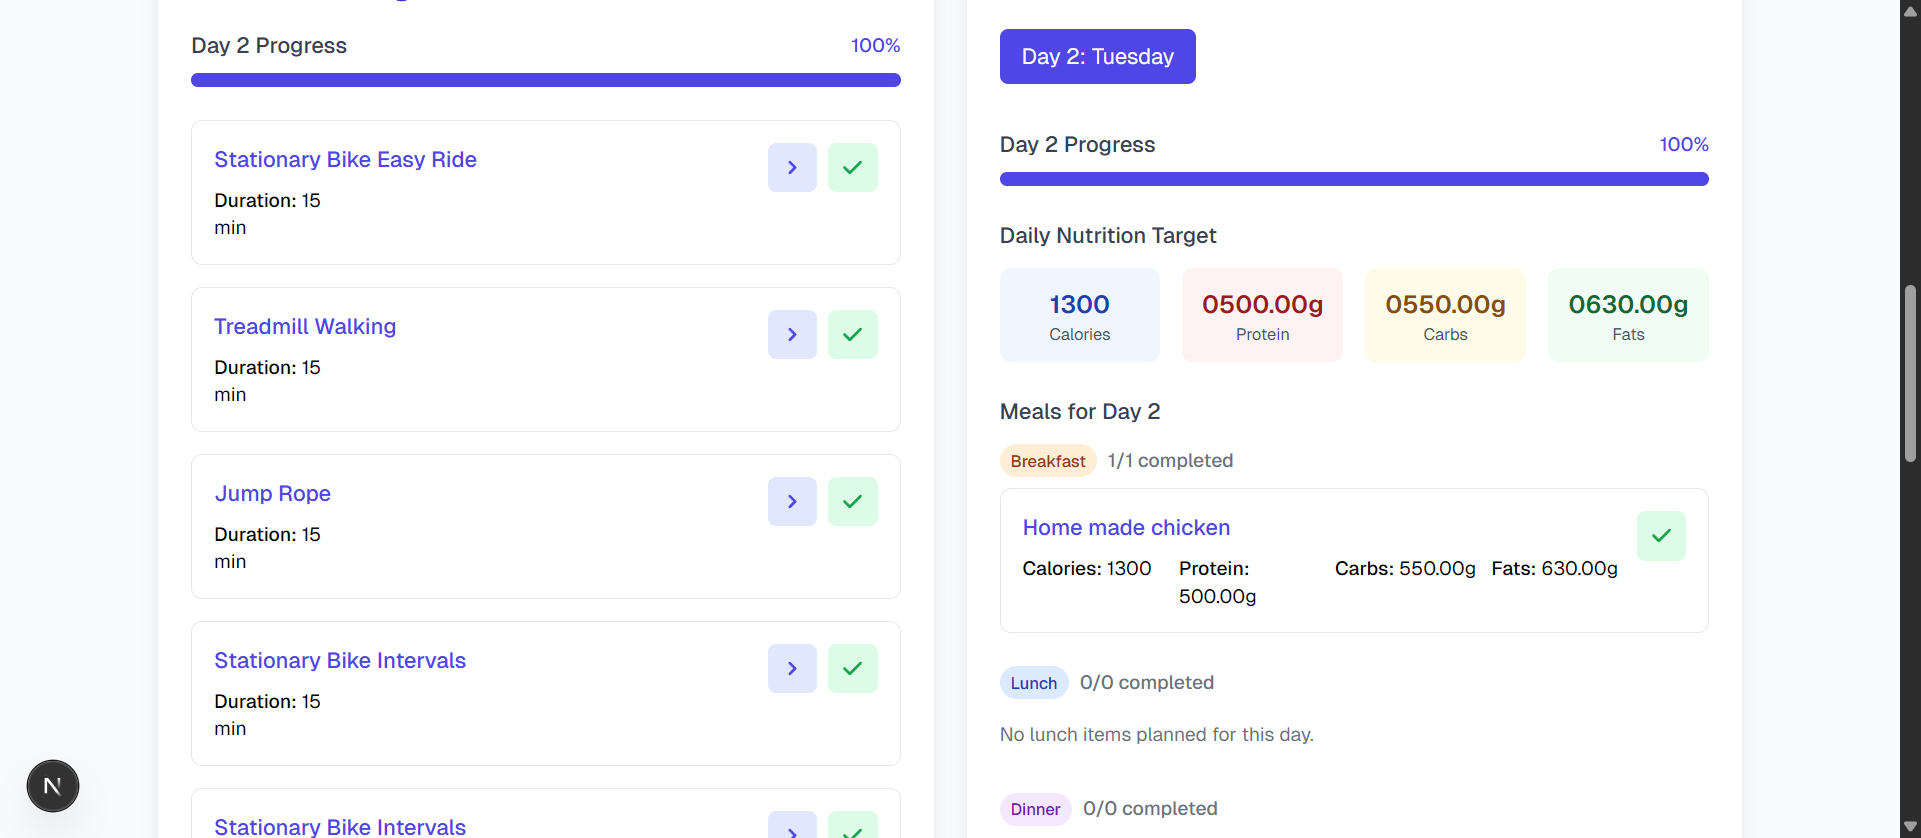 Day 2 Progress
100%
Stationary Bike Easy Ride
Duration: 15
min
Treadmill Walking
Duration: 15
min
Jump Rope
Duration: 15
min
Stationary Bike Intervals
Duration: 15
min
Stationary Bike Intervals
N
Day 2: Tuesday
Day 2 Progress
100%
Daily Nutrition Target
1300
Calories
0500.00g
Protein
0550.00g
Carbs
0630.00g
Fats
Meals for Day 2
Breakfast 1/1 completed
Home made chicken
Calories: 1300
Protein:
500.00g
Carbs: 550.00g
Fats: 630.00g
Lunch 0/0 completed
No lunch items planned for this day.
Dinner 0/0 completed